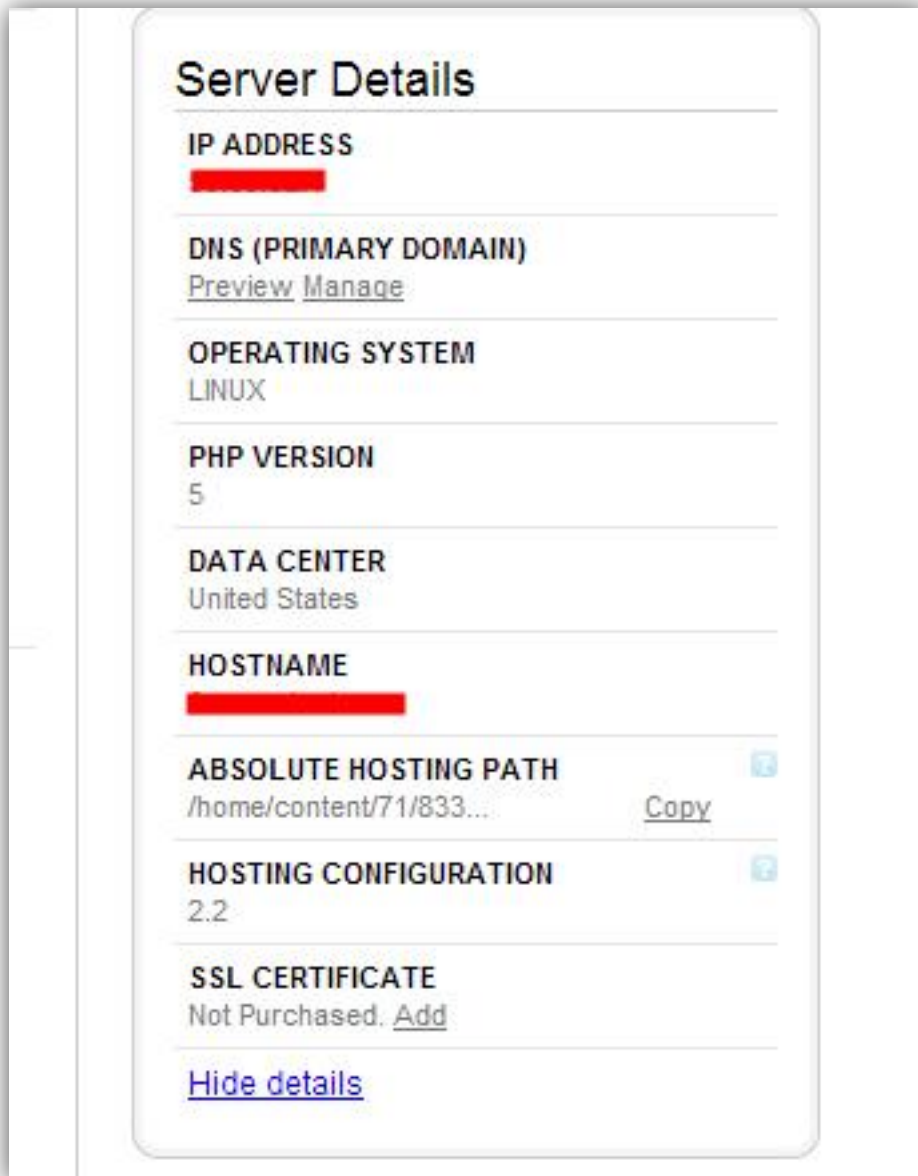 Server Details
IP ADDRESS
DNS (PRIMARY DOMAIN)
Preview Manage
OPERATING SYSTEM
LINUX
PHP VERSION
5
DATA CENTER
United States
HOSTNAME
ABSOLUTE HOSTING PATH ?
/home/content/71/833... Copy
HOSTING CONFIGURATION ?
2.2
SSL CERTIFICATE
Not Purchased. Add
Hide details